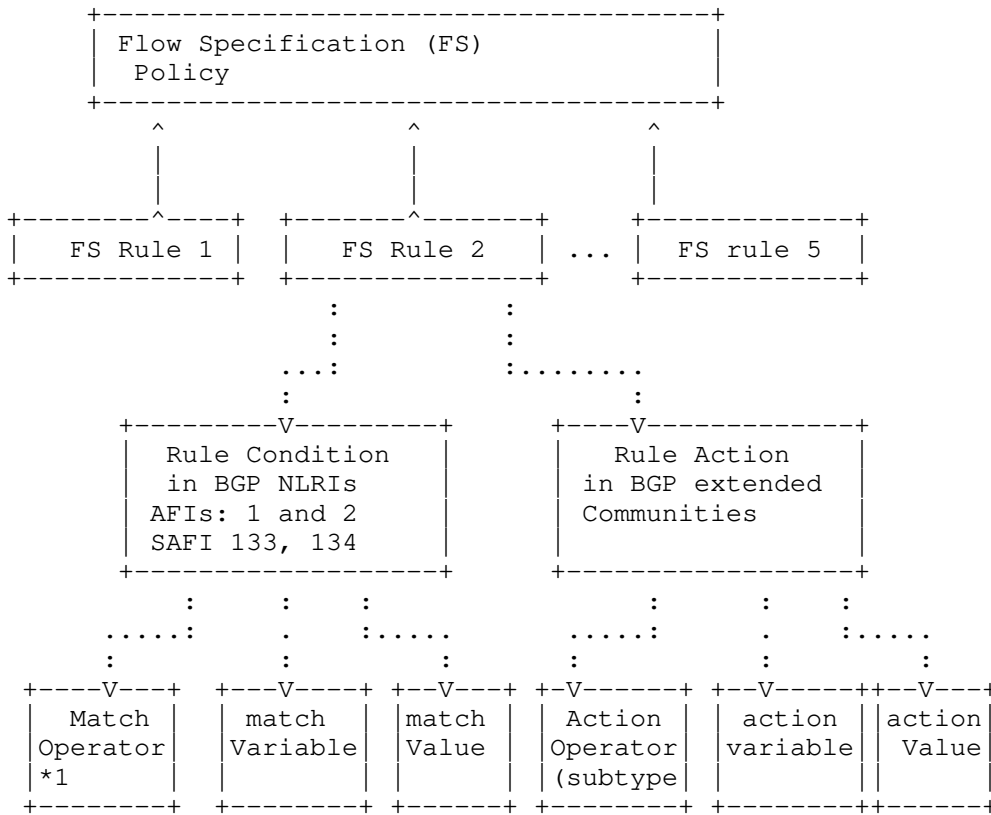 Flow Specification (FS)
Policy
FS Rule 1 FS Rule 2 ... FS rule 5
Rule Condition
in BGP NLRIs
AFIs: 1 and 2
SAFI 133, 134
Rule Action
in BGP extended
Communities
Match
Operator
*1
match
Variable
match
Value
Action
Operator
(subtype
action
variable
action
Value